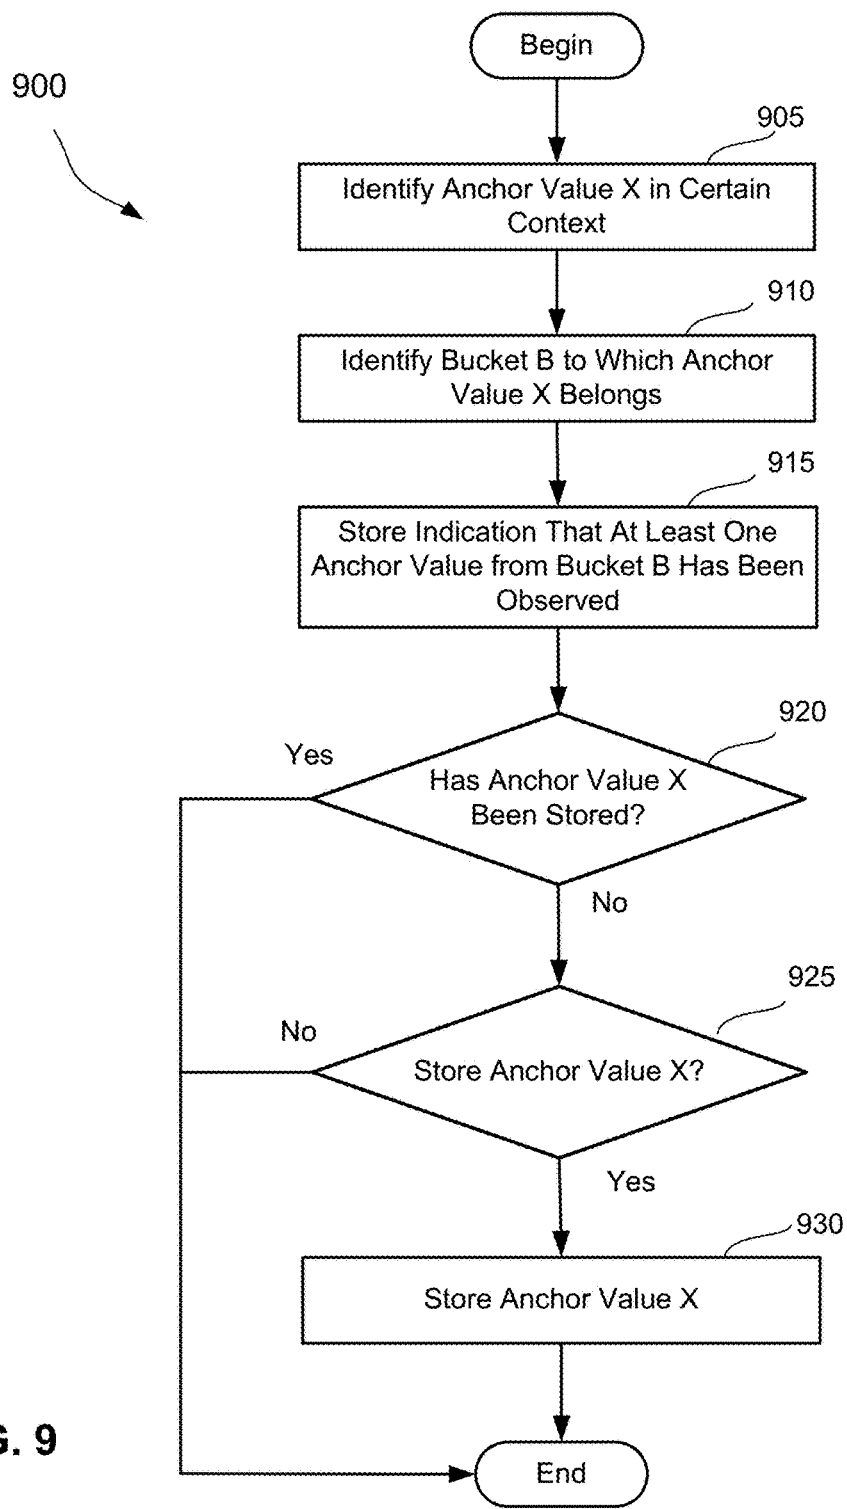 Begin
900
905
Identify Anchor Value X in Certain
Context
910
Identify Bucket B to Which Anchor
Value X Belongs
915
Store Indication That At Least One
Anchor Value from Bucket B Has Been
Observed
920
Yes
Has Anchor Value X
Been Stored?
No
925
No
Store Anchor Value X?
Yes
930
Store Anchor Value X
G. 9
End